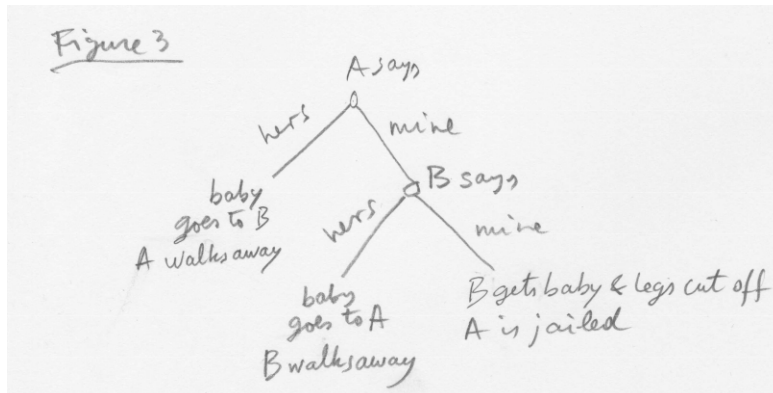 Figure 3
A says
hers
mine
B says
baby
goes to B
A walks away
hers
mine
baby
goes to A
B walks away
B gets baby & legs cut off
A is jailed